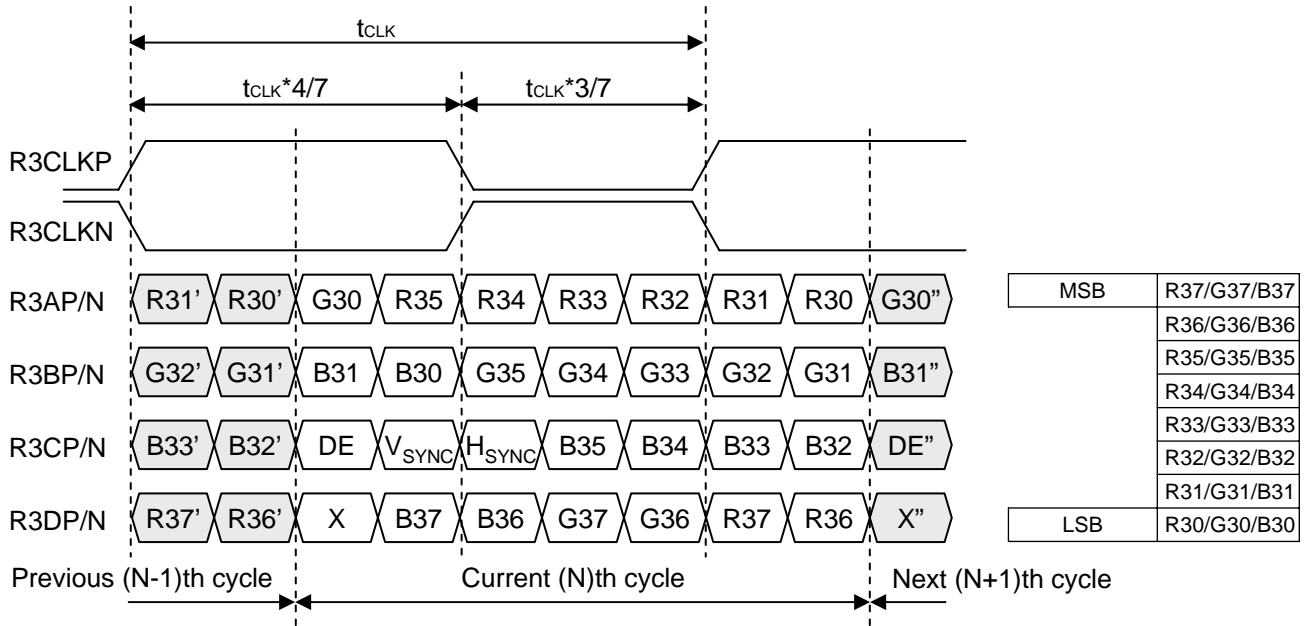 tCLK
tCLK*4/7 tCLK*3/7
R3CLKP
R3CLKN
R3AP/N R31’ R30’ G30 R35 R34 R33 R32 R31 R30 G30”
R3BP/N G32’ G31’ B31 B30 G35 G34 G33 G32 G31 B31”
R3CP/N B33’ B32’ DE VSYNC HSYNC B35 B34 B33 B32 DE”
R3DP/N R37’ R36’ X B37 B36 G37 G36 R37 R36 X”
Previous (N-1)th cycle Current (N)th cycle Next (N+1)th cycle
MSB R37/G37/B37
R36/G36/B36
R35/G35/B35
R34/G34/B34
R33/G33/B33
R32/G32/B32
R31/G31/B31
LSB R30/G30/B30